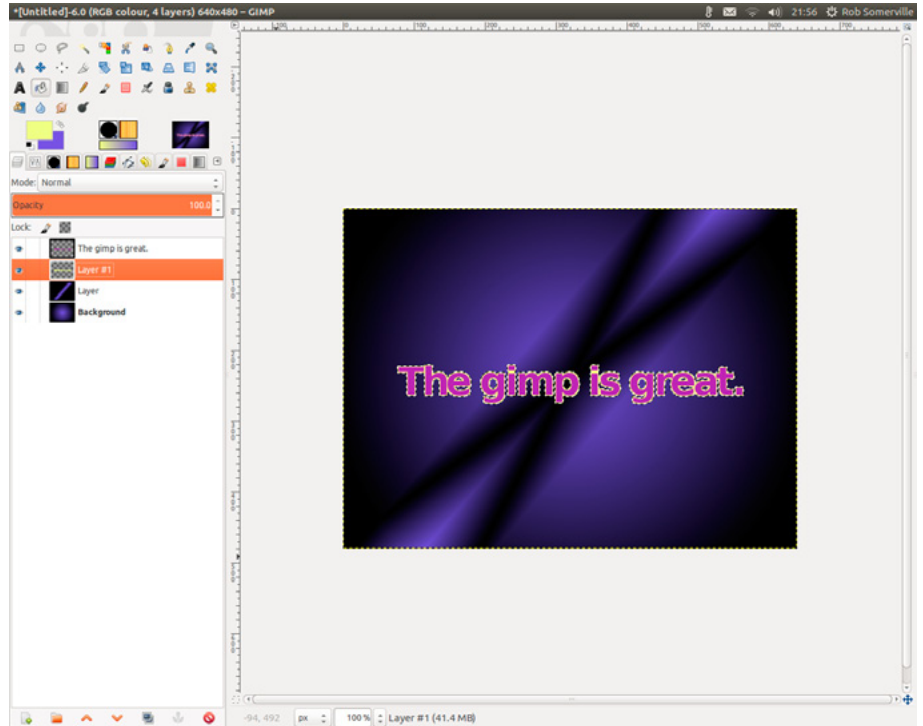 *[Untitled]-6.0 (RGB colour, 4 layers) 640x480 – GIMP
21:56 Rob Somerville
Mode: Normal
Opacity 100.0
Lock:
The gimp is great.
Layer #1
Layer
Background
The gimp is great.
-94, 492 px 100 % Layer #1 (41.4 MB)